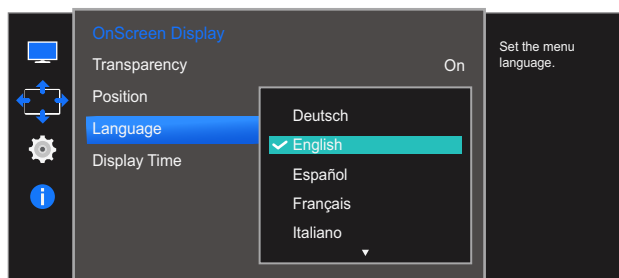 OnScreen Display
Transparency On
Position
Language
Display Time
Deutsch
English
Español
Français
Italiano
Set the menu
language.